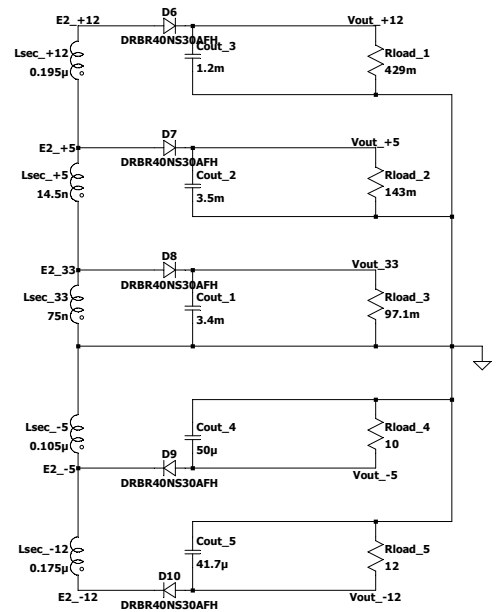 E2_+12
D6
DRBR40NS30AFH
Vout_+12
Lsec_+12
0.195µ
Cout_3
1.2m
Rload_1
429m
E2_+5
D7
DRBR40NS30AFH
Vout_+5
Lsec_+5
14.5n
Cout_2
3.5m
Rload_2
143m
E2_33
D8
DRBR40NS30AFH
Vout_33
Lsec_33
75n
Cout_1
3.4m
Rload_3
97.1m
Lsec_-5
0.105µ
Cout_4
50µ
Rload_4
10
E2_-5
D9
DRBR40NS30AFH
Vout_-5
Lsec_-12
0.175µ
Cout_5
41.7µ
Rload_5
12
E2_-12
D10
DRBR40NS30AFH
Vout_-12